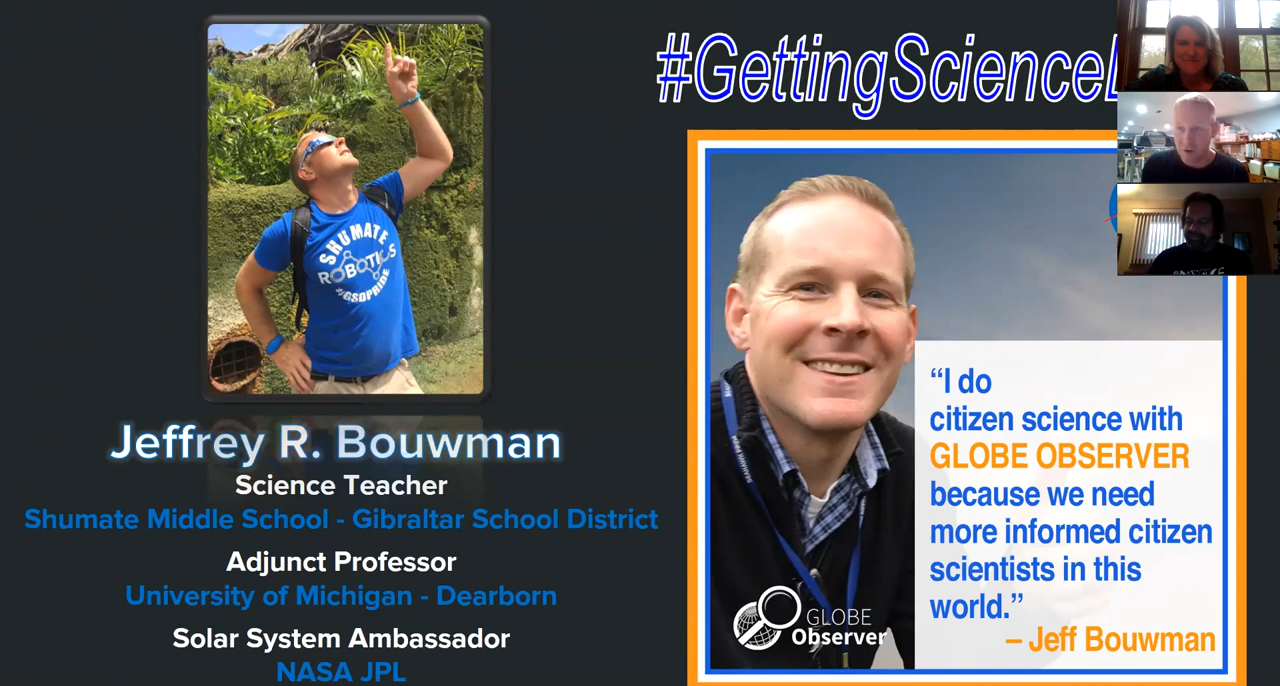 #GettingScience
SHUMATE
ROBOTICS
#GSDPRIDE
Jeffrey R. Bouwman
Science Teacher
Shumate Middle School - Gibraltar School District
Adjunct Professor
University of Michigan - Dearborn
Solar System Ambassador
NASA JPL
“I do
citizen science with
GLOBE OBSERVER
because we need
more informed citizen
scientists in this
world.”
– Jeff Bouwman
GLOBE
Observer